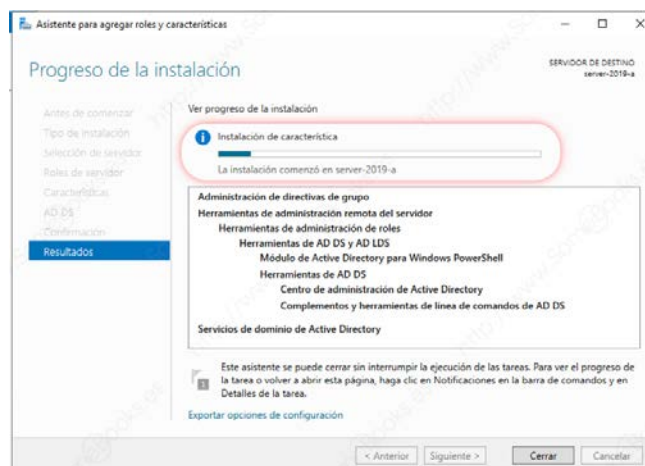 Asistente para agregar roles y características
Progreso de la instalación
SERVIDOR DE DESTINO
server-2019-a
Antes de comenzar
Tipo de instalación
Selección de servidor
Roles de servidor
Características
AD DS
Confirmación
Resultados
Ver progreso de la instalación
Instalación de característica
La instalación comenzó en server-2019-a
Administración de directivas de grupo
Herramientas de administración remota del servidor
Herramientas de administración de roles
Herramientas de AD DS y AD LDS
Módulo de Active Directory para Windows PowerShell
Herramientas de AD DS
Centro de administración de Active Directory
Complementos y herramientas de línea de comandos de AD DS
Servicios de dominio de Active Directory
Este asistente se puede cerrar sin interrumpir la ejecución de las tareas. Para ver el progreso de
la tarea o volver a abrir esta página, haga clic en Notificaciones en la barra de comandos y en
Detalles de la tarea.
1
Exportar opciones de configuración
< Anterior
Siguiente >
Cerrar
Cancelar